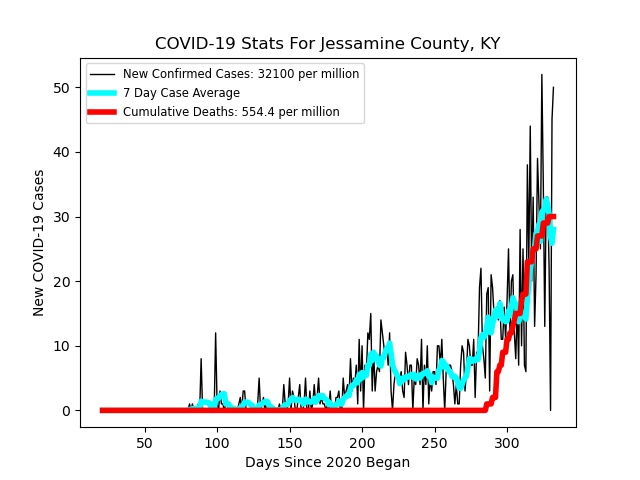 COVID-19 Stats For Jessamine County, KY
New Confirmed Cases: 32100 per million
7 Day Case Average
Cumulative Deaths: 554.4 per million
New COVID-19 Cases
50
40
30
20
10
0
50 100 150 200 250 300
Days Since 2020 Began